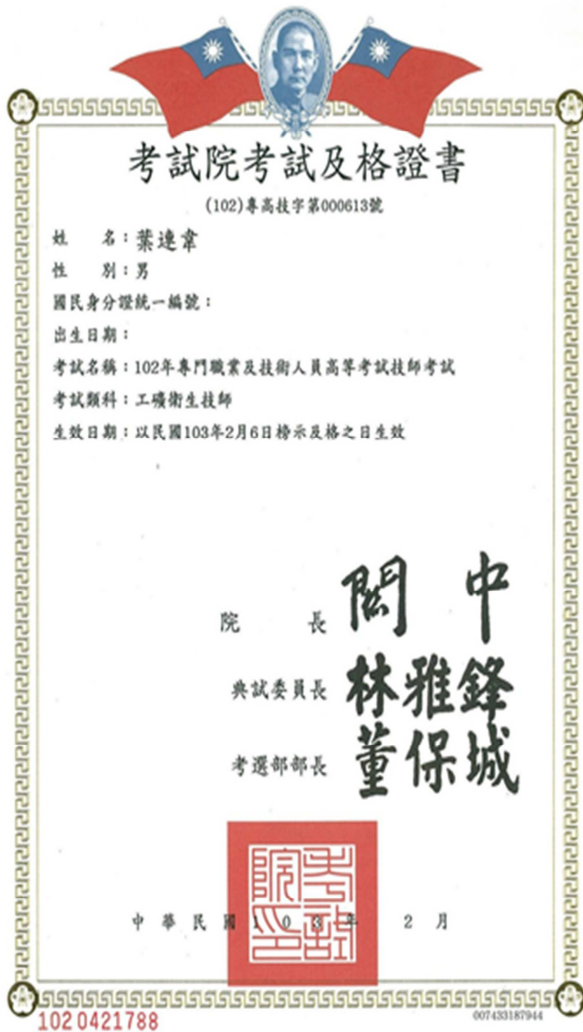 考試院考試及格證書
(102)專高技字第000613號
姓 名：葉連韋
性 別：男
國民身分證統一編號：
出生日期：
考試名稱：102年專門職業及技術人員高等考試技師考試
考試類科：工礦衛生技師
生效日期：以民國103年2月6日榜示及格之日生效
院 長 關 中
典試委員長 林雅鋒
考選部部長 董保城
考試院印
中華民國103年 2 月
102 0421788
007433187944